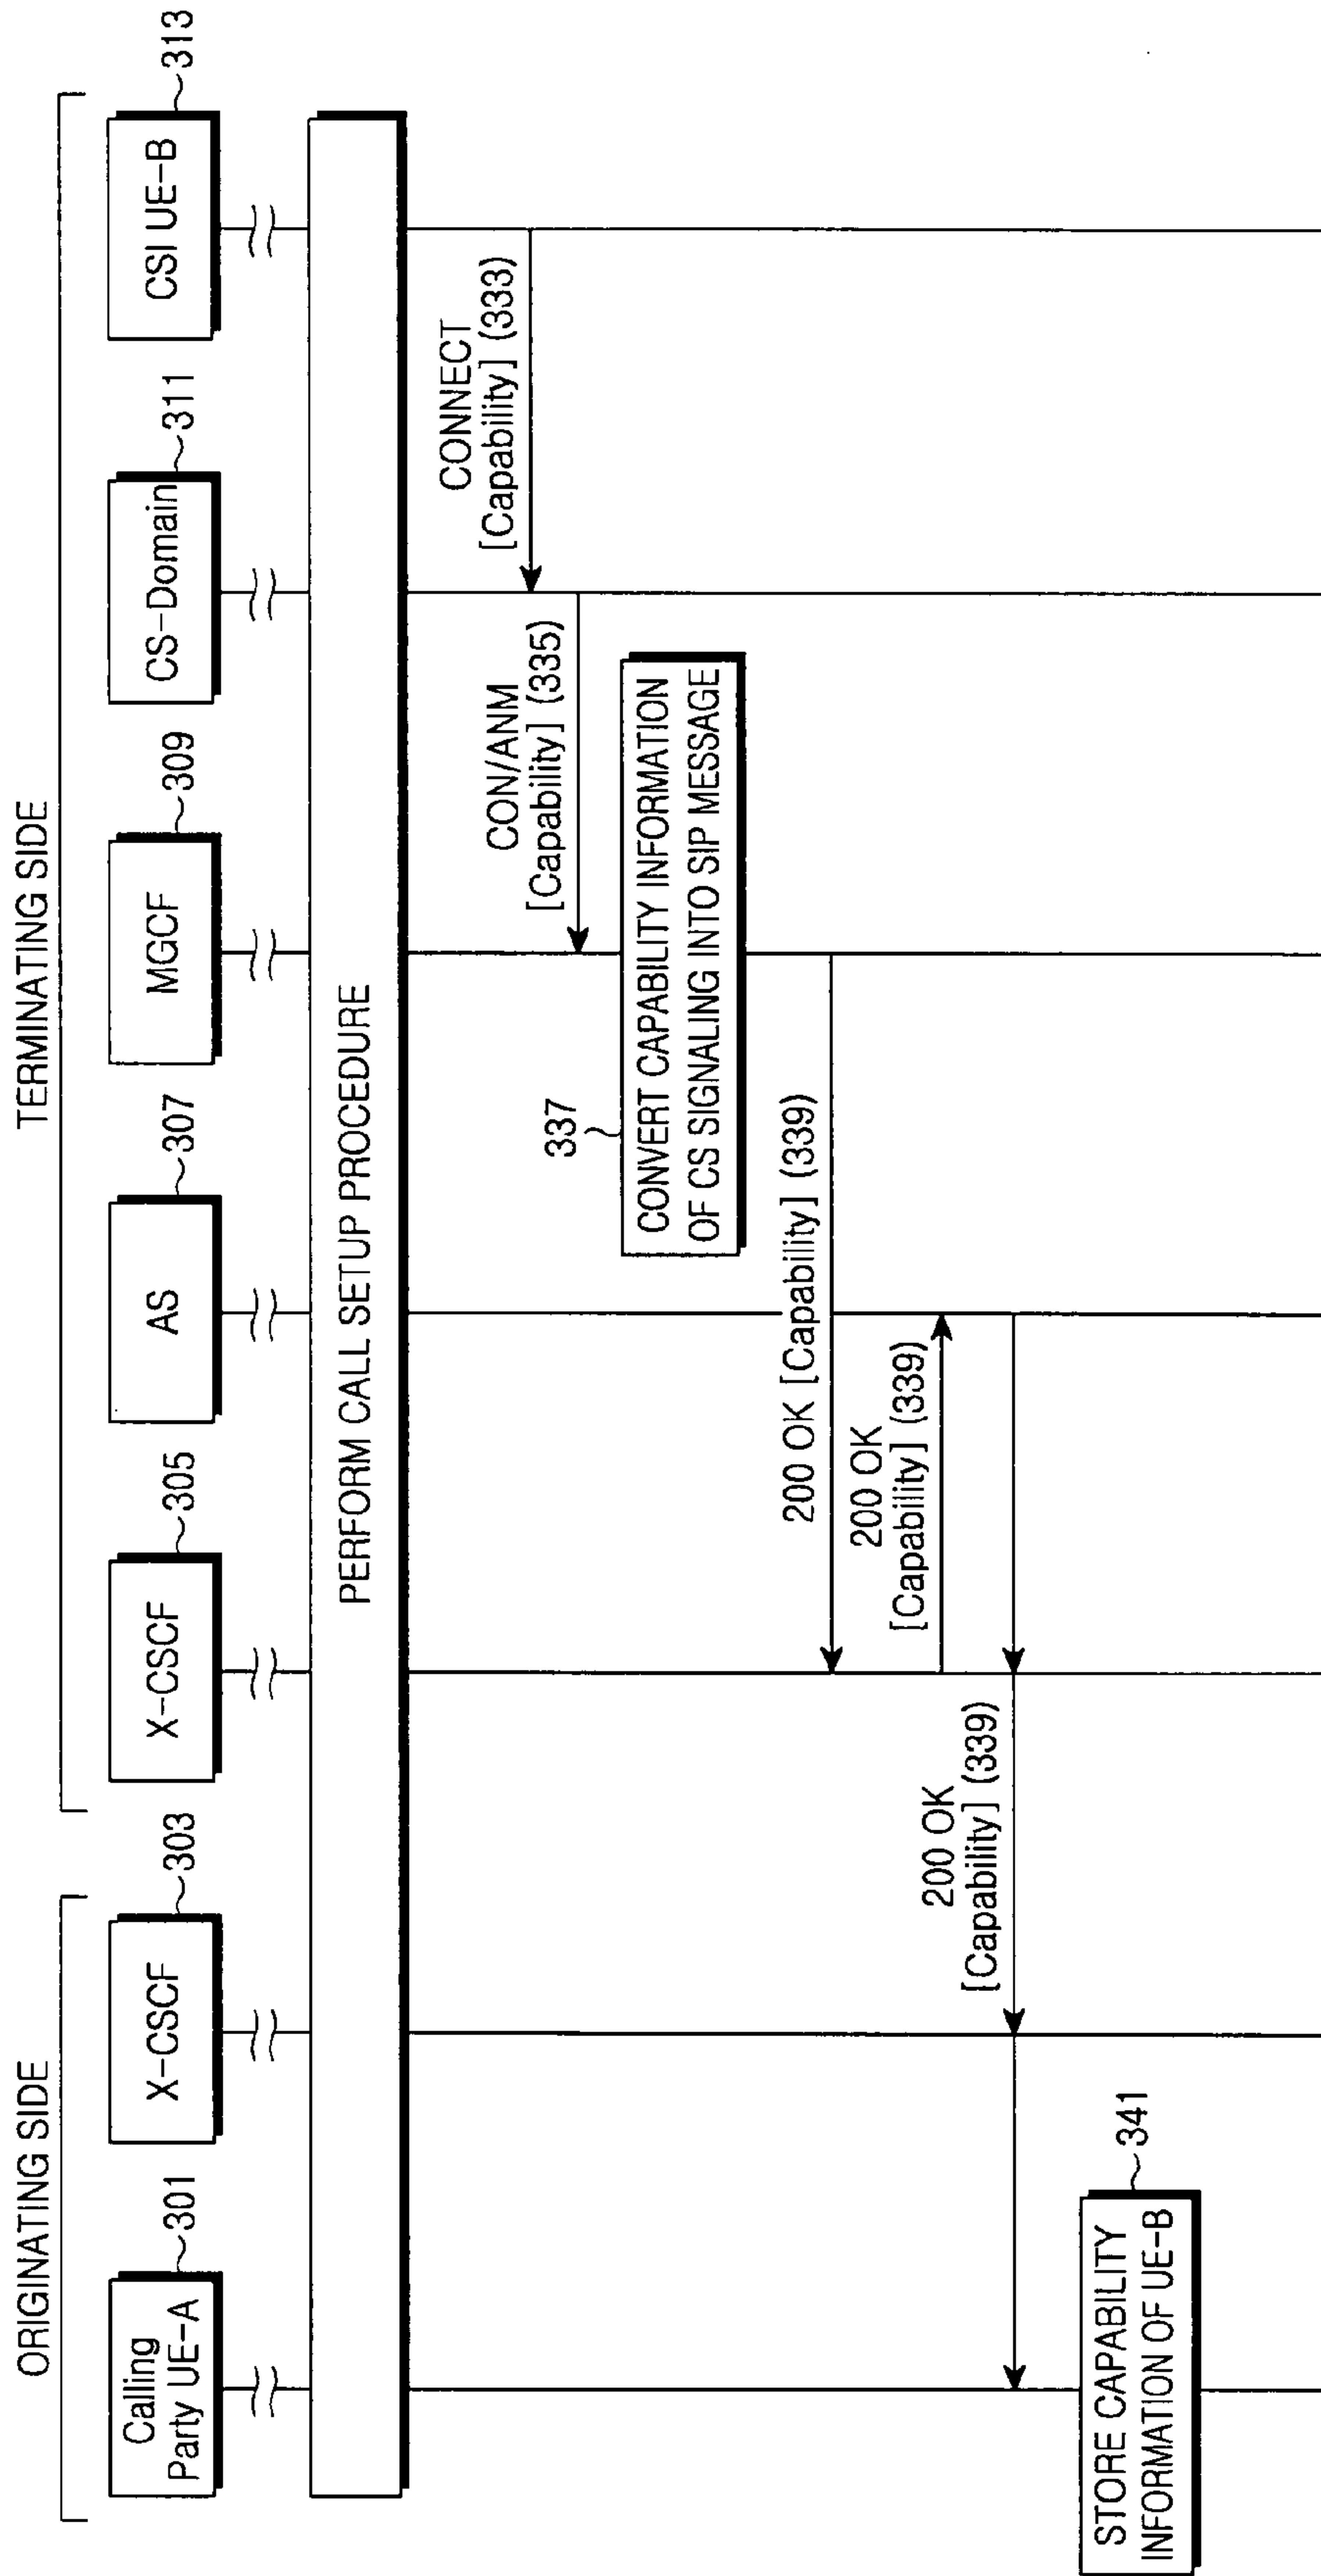 ORIGINATING SIDE
TERMINATING SIDE
Calling
Party UE-A
301
X-CSCF
303
X-CSCF
305
AS
307
MGCF
309
CS-Domain
311
CSI UE-B
313
PERFORM CALL SETUP PROCEDURE
CONNECT
[Capability] (333)
CON/ANM
[Capability] (335)
337
CONVERT CAPABILITY INFORMATION
OF CS SIGNALING INTO SIP MESSAGE
200 OK [Capability] (339)
200 OK
[Capability] (339)
200 OK
[Capability] (339)
STORE CAPABILITY
INFORMATION OF UE-B
341